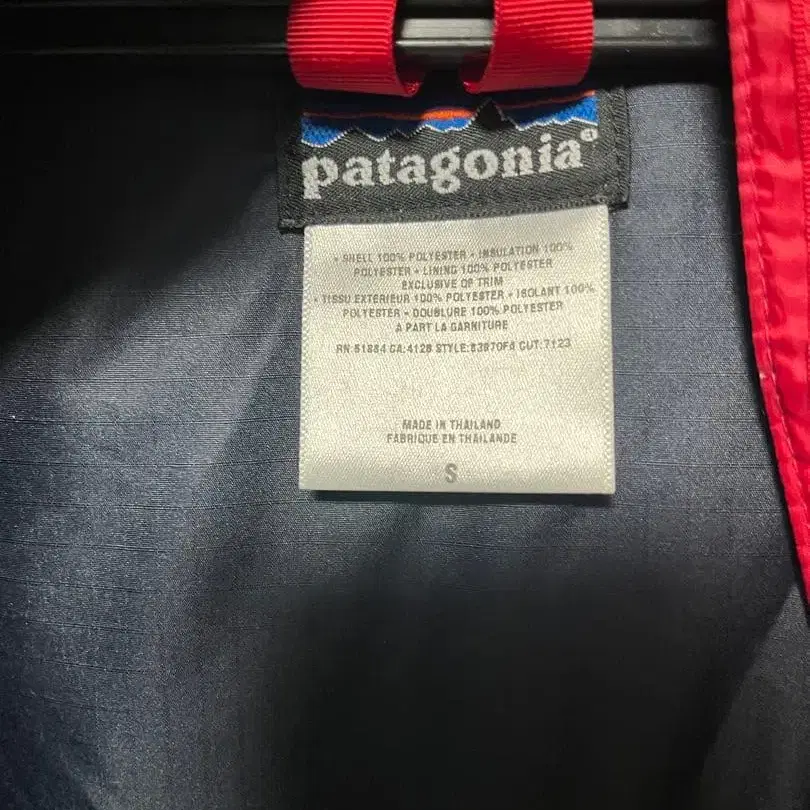 patagonia®
• SHELL 100% POLYESTER • INSULATION 100%
POLYESTER • LINING 100% POLYESTER
EXCLUSIVE OF TRIM
• TISSU EXTERIEUR 100% POLYESTER • ISOLANT 100%
POLYESTER • DOUBLURE 100% POLYESTER
A PART LA GARNITURE
RN:51884 CA:4128 STYLE:83970F4 CUT:7123
MADE IN THAILAND
FABRIQUE EN THAILANDE
S